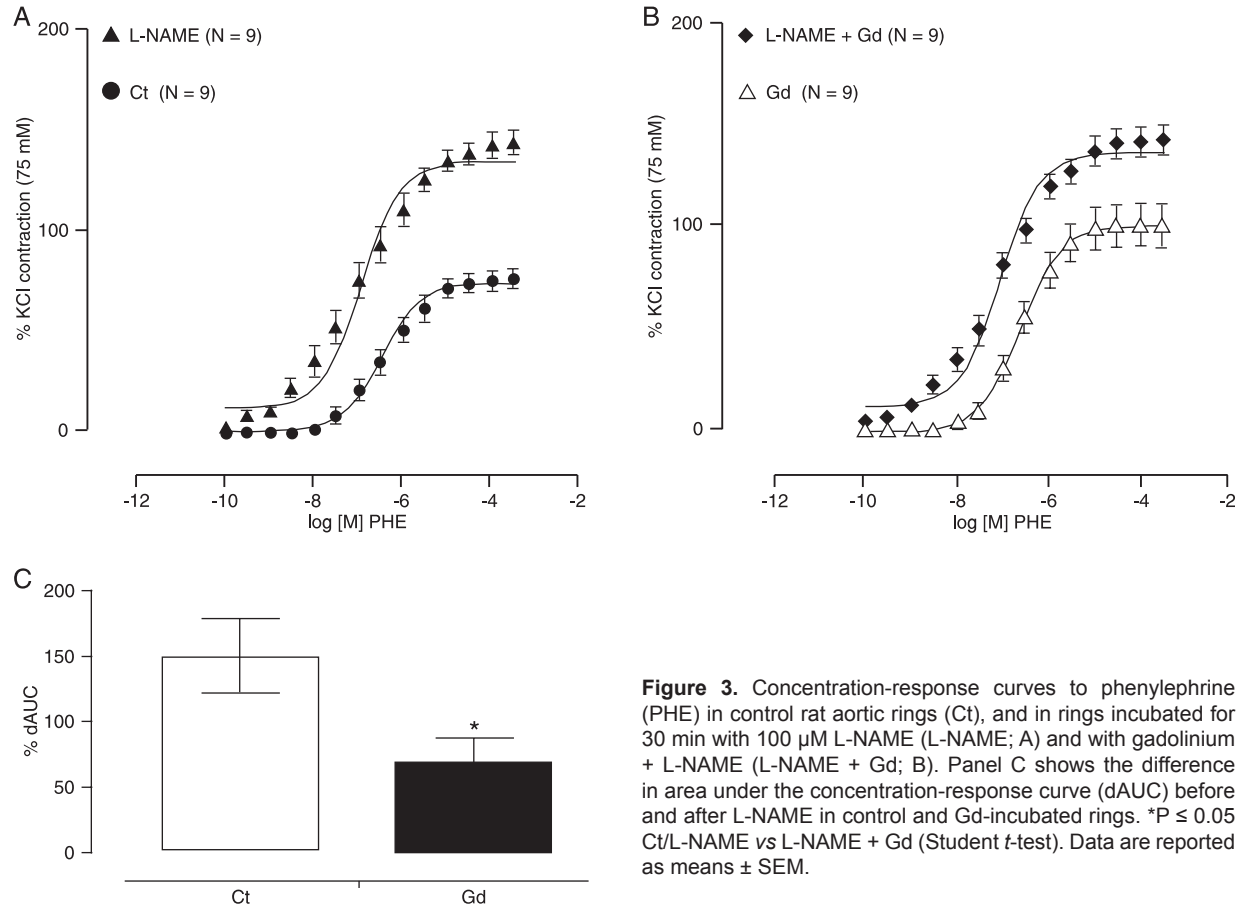 A
200
L-NAME (N = 9)
Ct (N = 9)
% KCl contraction (75 mM)
100
0
-12 -10 -8 -6 -4 -2
log [M] PHE
B
200
L-NAME + Gd (N = 9)
Gd (N = 9)
% KCl contraction (75 mM)
100
0
-12 -10 -8 -6 -4 -2
log [M] PHE
C
200
150
100
50
0
% dAUC
*
Ct Gd
Figure 3. Concentration-response curves to phenylephrine
(PHE) in control rat aortic rings (Ct), and in rings incubated for
30 min with 100 µM L-NAME (L-NAME; A) and with gadolinium
+ L-NAME (L-NAME + Gd; B). Panel C shows the difference
in area under the concentration-response curve (dAUC) before
and after L-NAME in control and Gd-incubated rings. *P ≤ 0.05
Ct/L-NAME vs L-NAME + Gd (Student t-test). Data are reported
as means ± SEM.